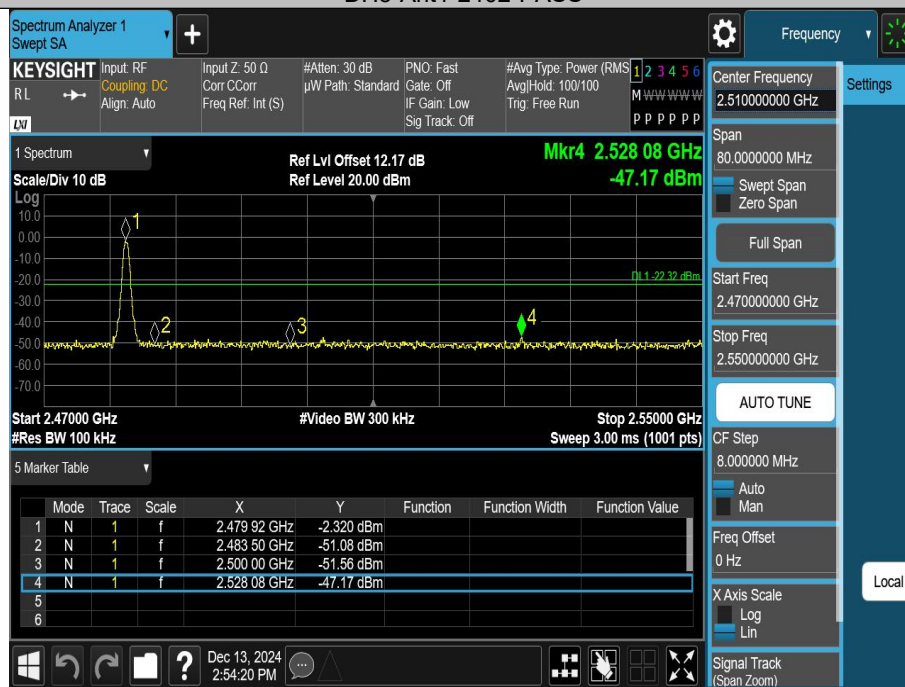 Spectrum Analyzer 1
Swept SA
+
Frequency
KEYSIGHT
RL
LXI
Input: RF
Coupling: DC
Align: Auto
Input Z: 50 Ω
Corr CCorr
Freq Ref: Int (S)
#Atten: 30 dB
µW Path: Standard
PNO: Fast
Gate: Off
IF Gain: Low
Sig Track: Off
#Avg Type: Power (RMS
Avg|Hold: 100/100
Trig: Free Run
1 2 3 4 5 6
M W W W W W
P P P P P P
1 Spectrum
Scale/Div 10 dB
Log
Ref Lvl Offset 12.17 dB
Ref Level 20.00 dBm
Mkr4 2.528 08 GHz
-47.17 dBm
10.0
0.00
-10.0
-20.0
-30.0
-40.0
-50.0
-60.0
-70.0
1
2
3
4
DL1 -22.32 dBm
Start 2.47000 GHz
#Res BW 100 kHz
#Video BW 300 kHz
Stop 2.55000 GHz
Sweep 3.00 ms (1001 pts)
5 Marker Table
Mode Trace Scale X Y Function Function Width Function Value
1 N 1 f 2.479 92 GHz -2.320 dBm
2 N 1 f 2.483 50 GHz -51.08 dBm
3 N 1 f 2.500 00 GHz -51.56 dBm
4 N 1 f 2.528 08 GHz -47.17 dBm
5
6
Dec 13, 2024
2:54:20 PM
?
Center Frequency
2.510000000 GHz
Settings
Span
80.0000000 MHz
Swept Span
Zero Span
Full Span
Start Freq
2.470000000 GHz
Stop Freq
2.550000000 GHz
AUTO TUNE
CF Step
8.000000 MHz
Auto
Man
Freq Offset
0 Hz
X Axis Scale
Log
Lin
Signal Track
(Span Zoom)
Local